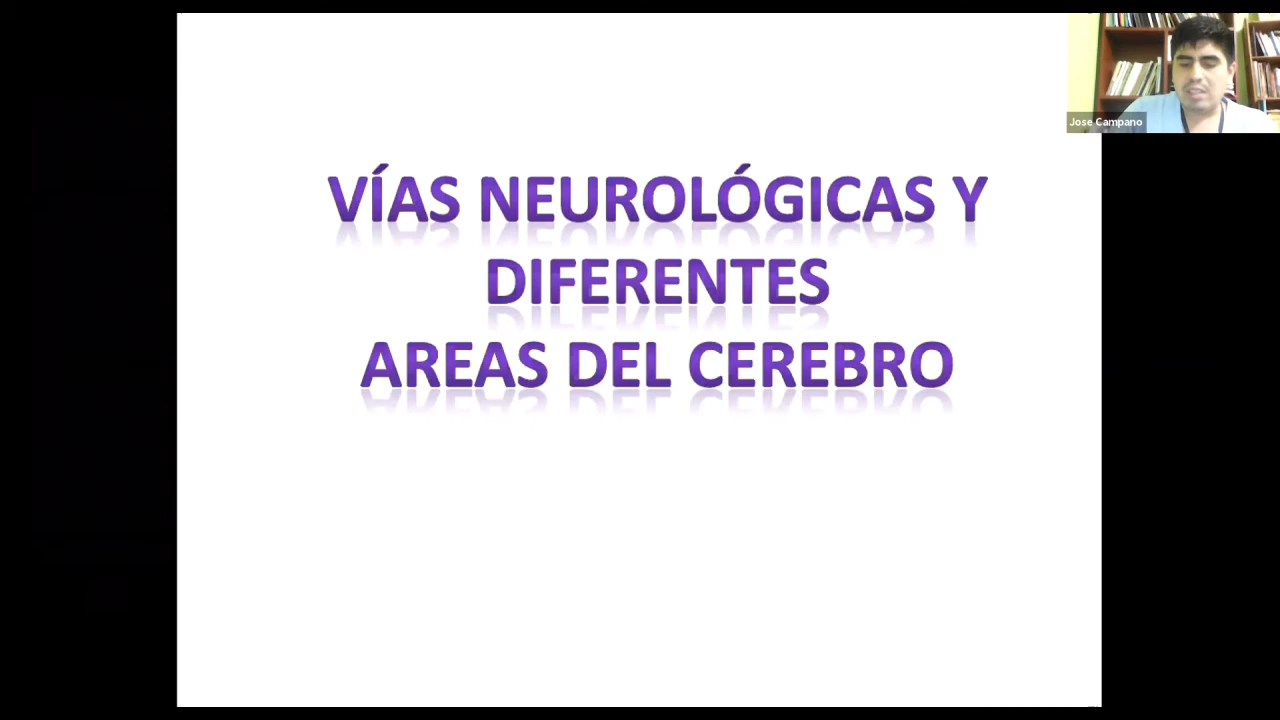 VÍAS NEUROLÓGICAS Y
DIFERENTES
AREAS DEL CEREBRO
Jose Campano